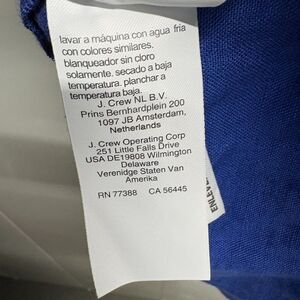 lavar a máquina con agua fria
con colores similares.
blanqueador sin cloro
solamente. secado a baja
temperatura. planchar a
temperatura baja.
J. Crew NL B.V.
Prins Bernhardplein 200
1097 JB Amsterdam,
Netherlands
J. Crew Operating Corp
251 Little Falls Drive
USA DE19808 Wilmington
Delaware
Verenidge Staten Van
Amerika
RN 77388 CA 56445